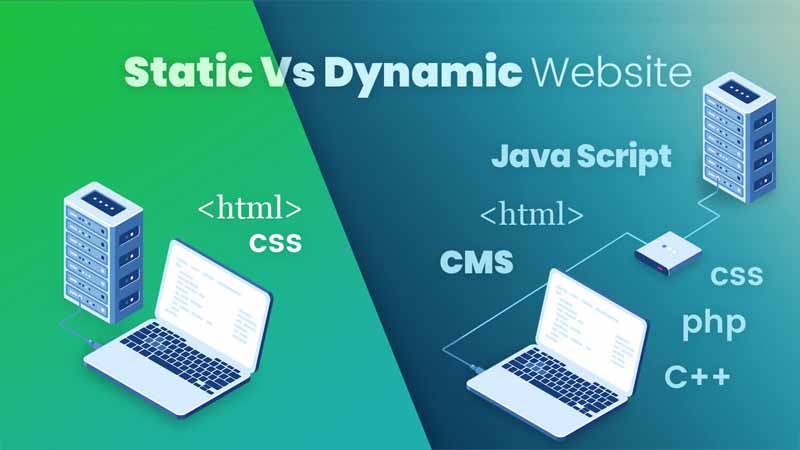 Static Vs Dynamic Website
<html>
css
Java Script
<html>
CMS
css
php
C++